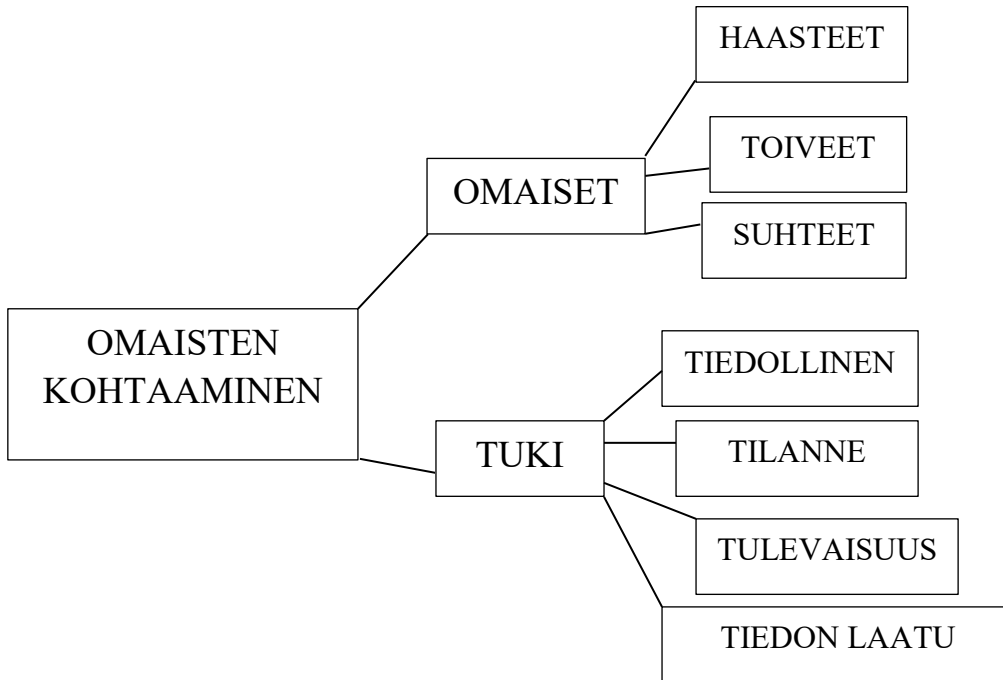 HAASTEET
TOIVEET
OMAISET
SUHTEET
OMAISTEN
KOHTAAMINEN
TIEDOLLINEN
TUKI
TILANNE
TULEVAISUUS
TIEDON LAATU